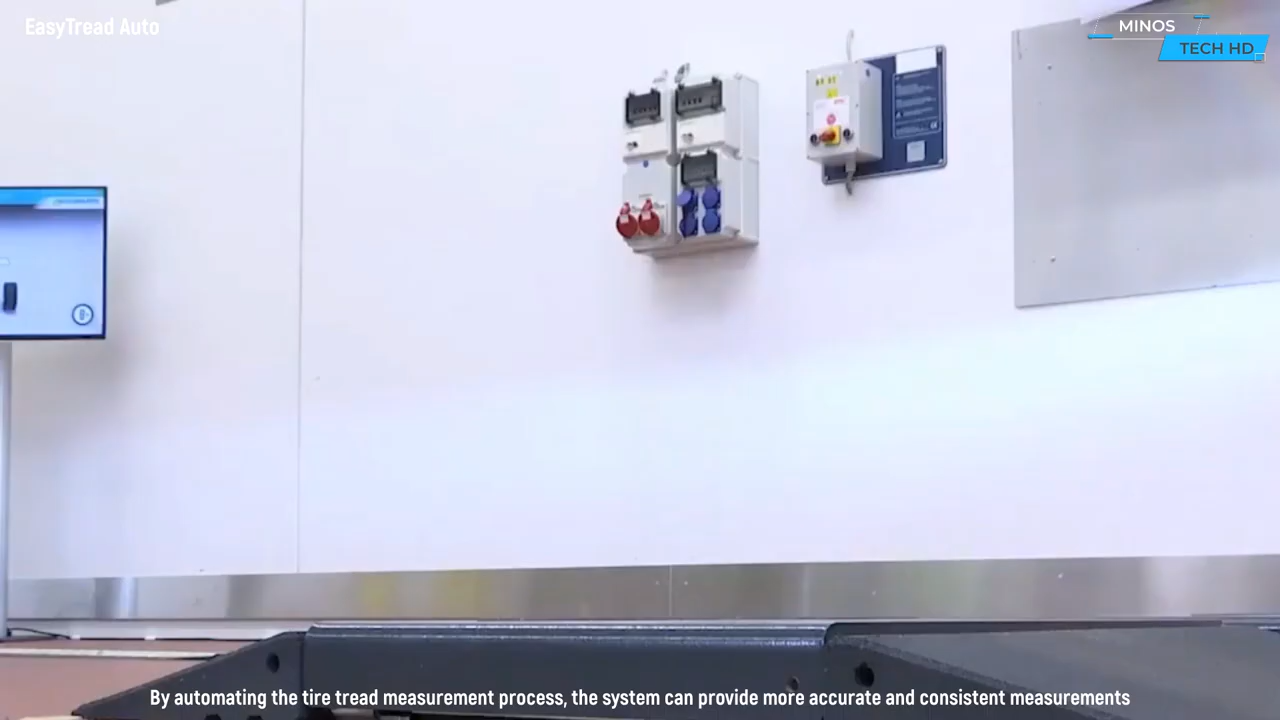 EasyTread Auto
MINOS
TECH HD
By automating the tire tread measurement process, the system can provide more accurate and consistent measurements